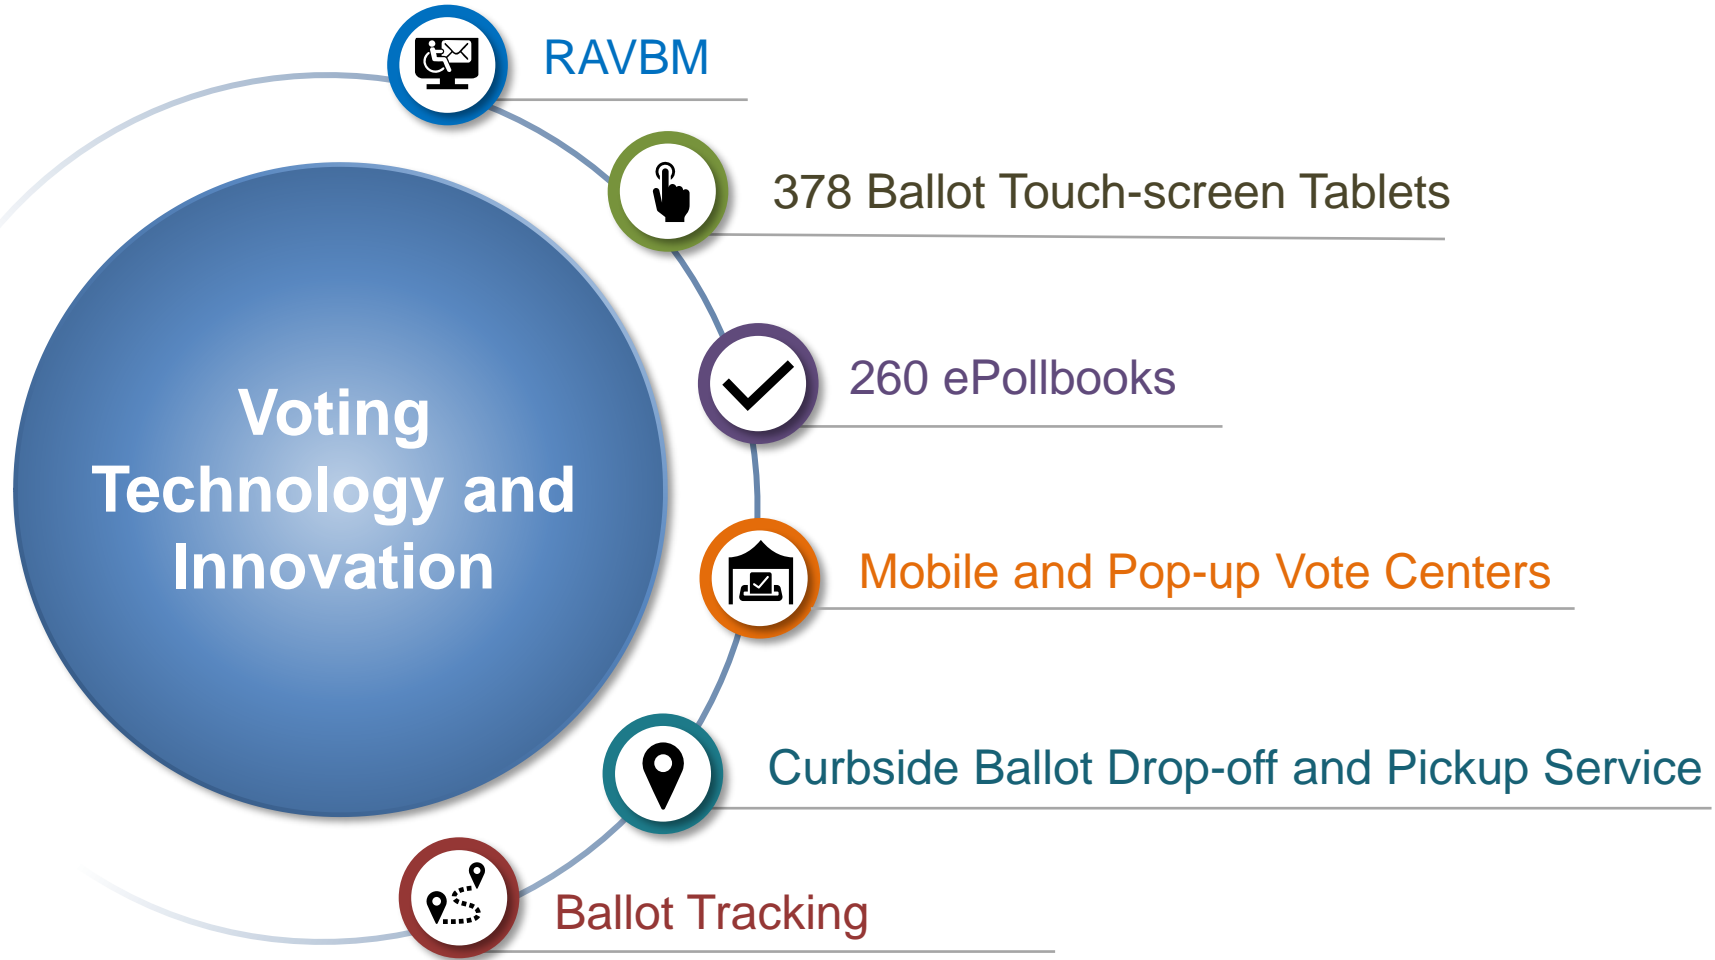 RAVBM
378 Ballot Touch-screen Tablets
260 ePollbooks
Voting
Technology and
Innovation
Mobile and Pop-up Vote Centers
Curbside Ballot Drop-off and Pickup Service
Ballot Tracking